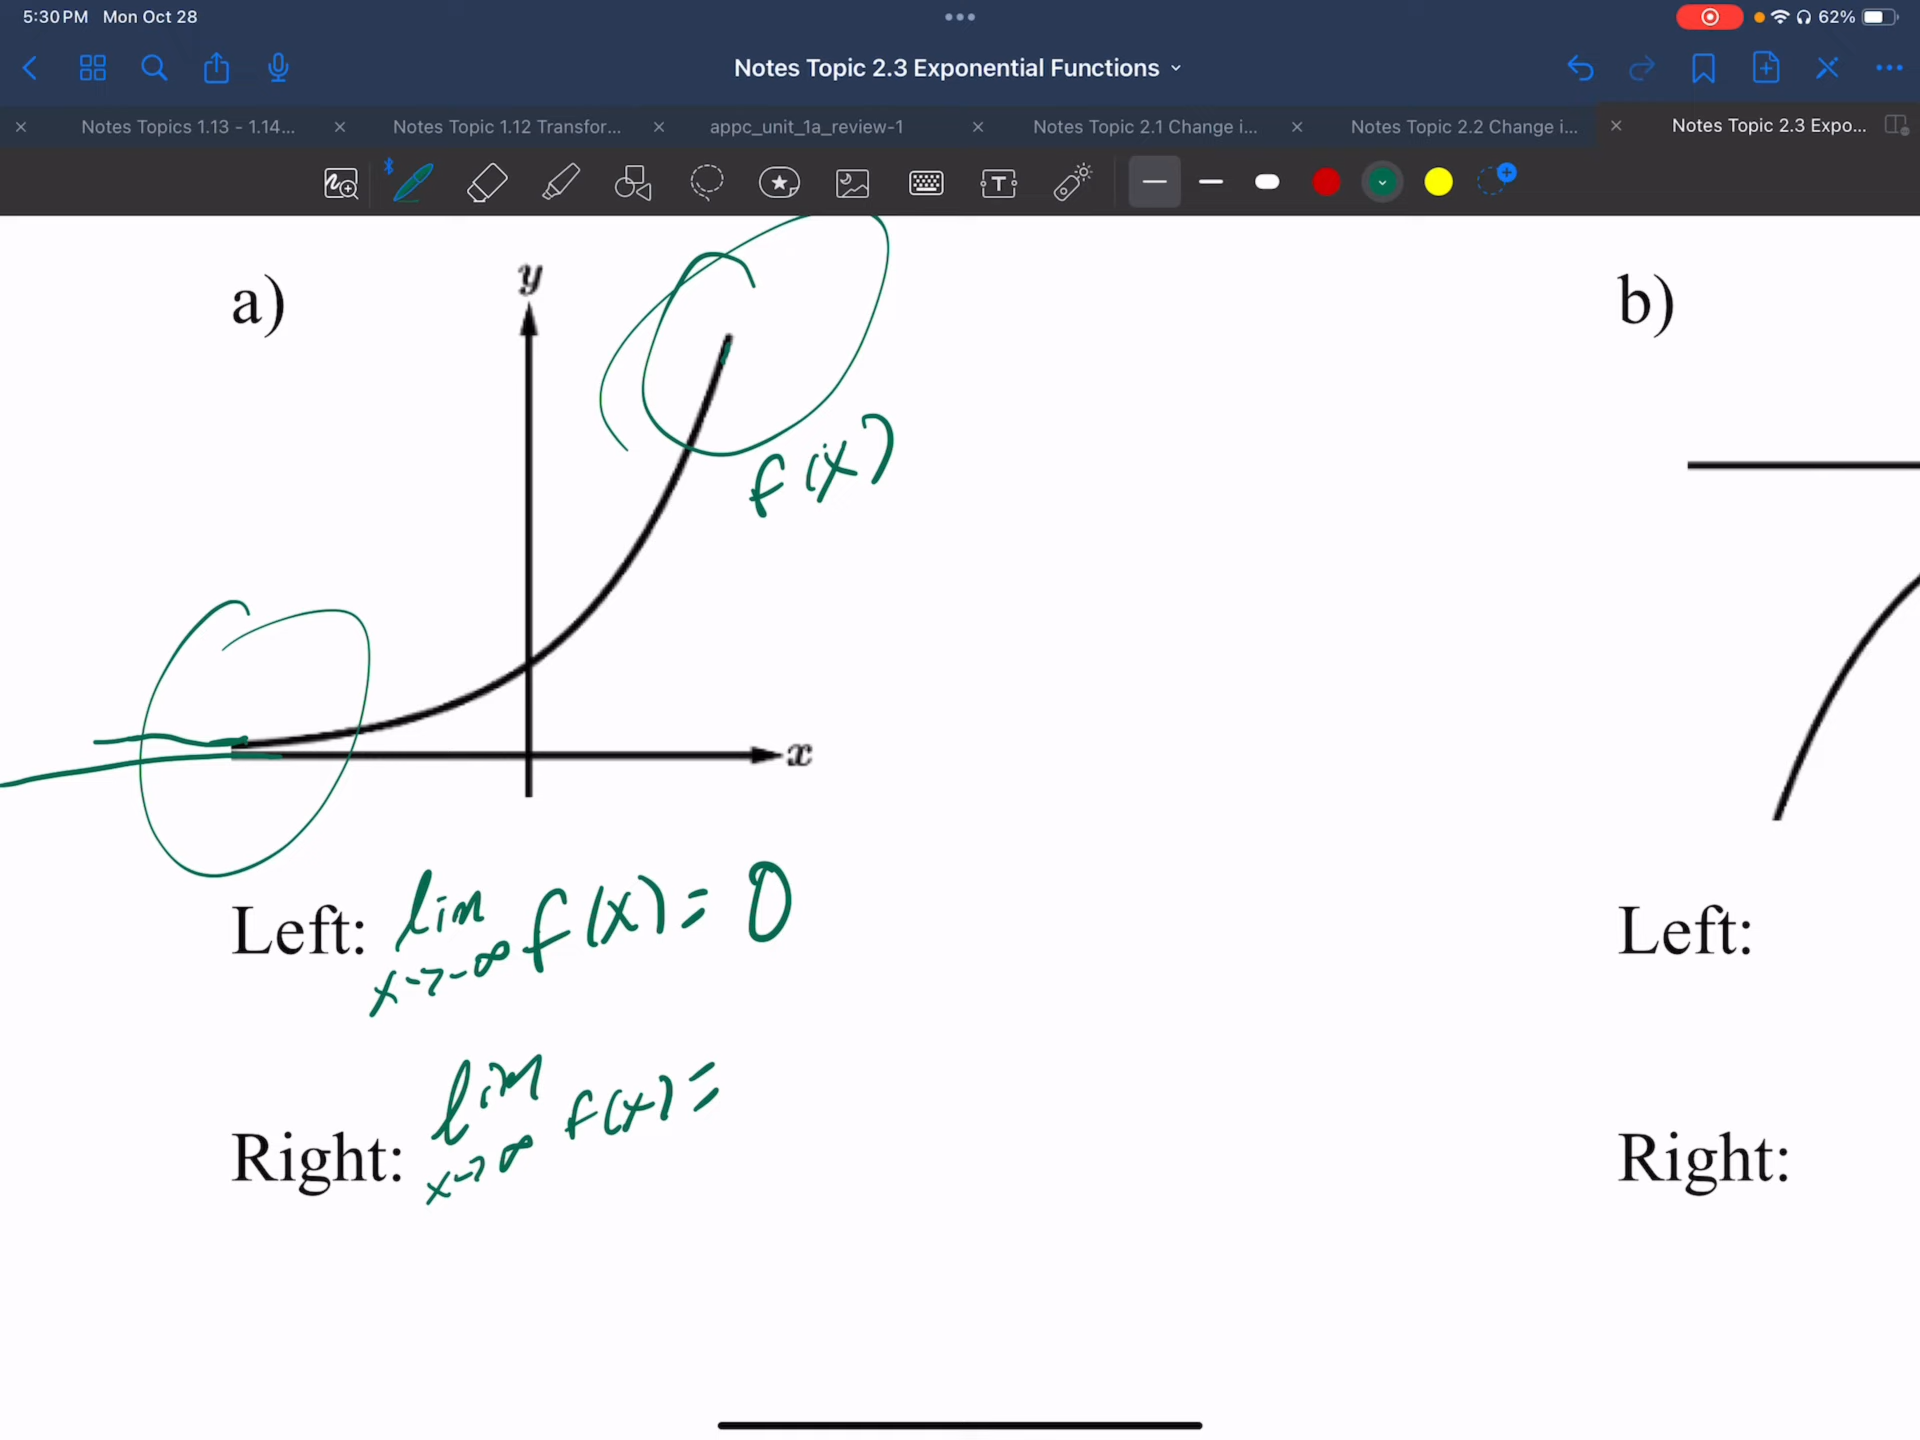 5:30 PM Mon Oct 28
62%
Notes Topic 2.3 Exponential Functions
Notes Topics 1.13 - 1.14...
Notes Topic 1.12 Transfor...
appc_unit_1a_review-1
Notes Topic 2.1 Change i...
Notes Topic 2.2 Change i...
Notes Topic 2.3 Expo...
T
a)
y
f(x)
x
b)
Left: lim f(x) = 0
x->-∞
Left:
Right: lim f(x) =
x->∞
Right: